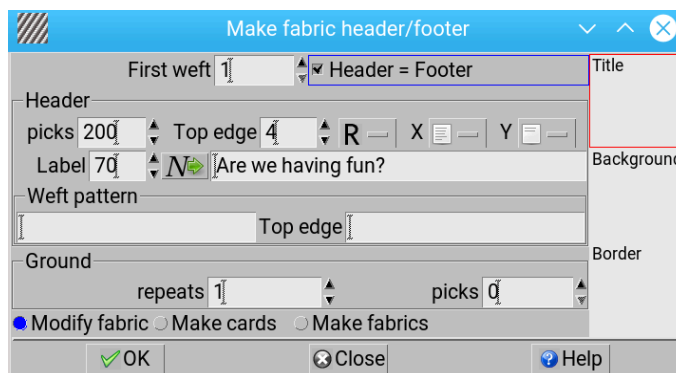 Make fabric header/footer
First weft 1 Header = Footer
Title
Header
picks 200 Top edge 4 R X Y
Label 70 N Are we having fun?
Background
Weft pattern
Top edge
Ground
Border
repeats 1 picks 0
Modify fabric Make cards Make fabrics
OK Close Help